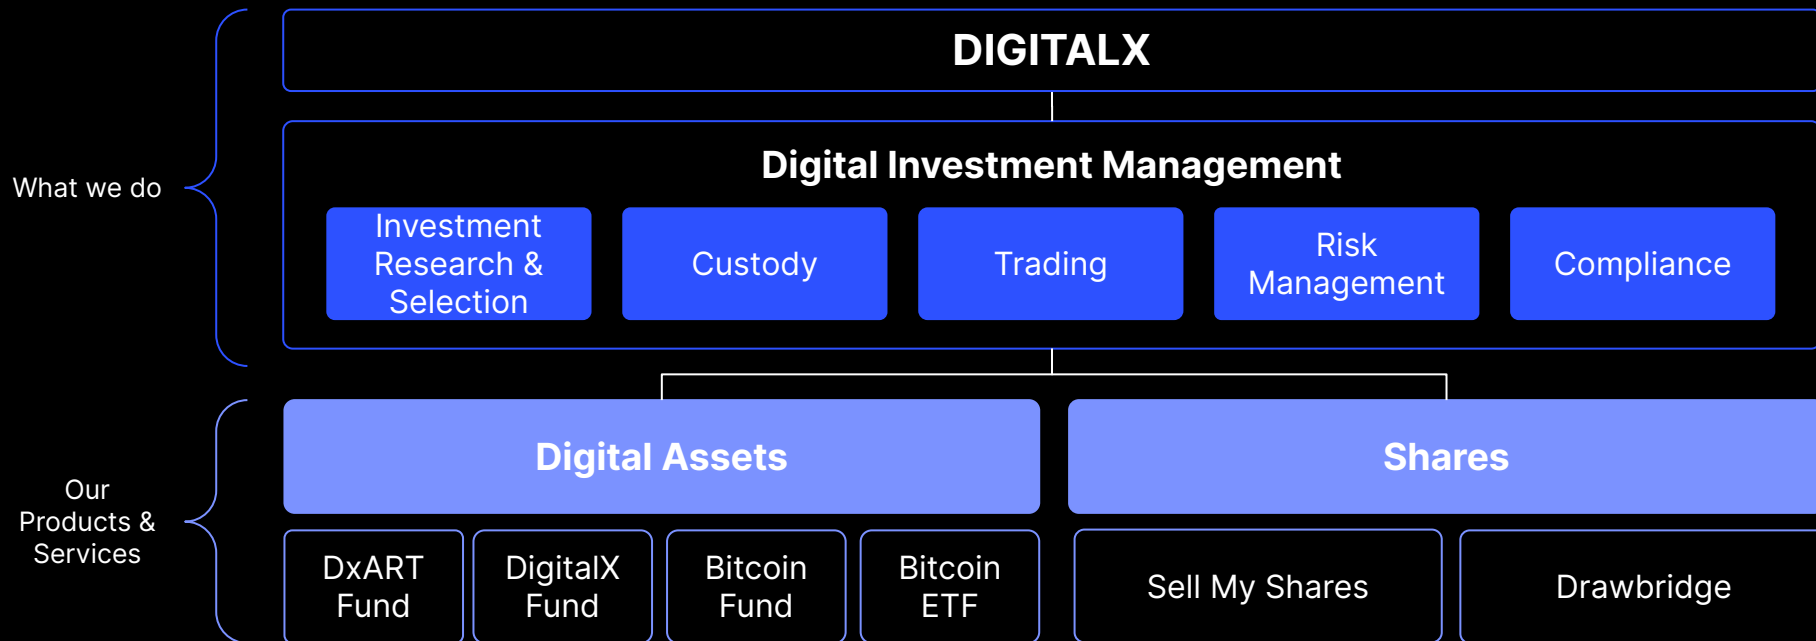 DIGITALX
What we do
Digital Investment Management
Investment
Research &
Selection
Custody
Trading
Risk
Management
Compliance
Our
Products &
Services
Digital Assets
Shares
DxART
Fund
DigitalX
Fund
Bitcoin
Fund
Bitcoin
ETF
Sell My Shares
Drawbridge